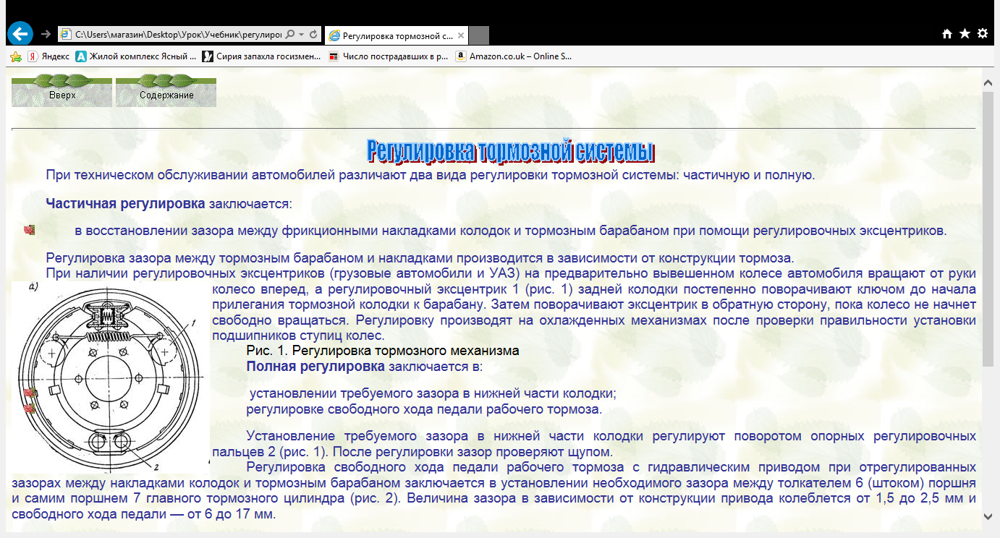 C:\Users\магазин\Desktop\Урок\Учебник\регулиро
Регулировка тормозной с...
Яндекс
Жилой комплекс Ясный ...
Сирия запахла госизмен...
Число пострадавших в р...
Amazon.co.uk – Online S...
Вверх
Содержание
Регулировка тормозной системы
При техническом обслуживании автомобилей различают два вида регулировки тормозной системы: частичную и полную.
Частичная регулировка заключается:
в восстановлении зазора между фрикционными накладками колодок и тормозным барабаном при помощи регулировочных эксцентриков.
Регулировка зазора между тормозным барабаном и накладками производится в зависимости от конструкции тормоза.
При наличии регулировочных эксцентриков (грузовые автомобили и УАЗ) на предварительно вывешенном колесе автомобиля вращают от руки
колесо вперед, а регулировочный эксцентрик 1 (рис. 1) задней колодки постепенно поворачивают ключом до начала
прилегания тормозной колодки к барабану. Затем поворачивают эксцентрик в обратную сторону, пока колесо не начнет
свободно вращаться. Регулировку производят на охлажденных механизмах после проверки правильности установки
подшипников ступиц колес.
а)
1
2
Рис. 1. Регулировка тормозного механизма
Полная регулировка заключается в:
установлении требуемого зазора в нижней части колодки;
регулировке свободного хода педали рабочего тормоза.
Установление требуемого зазора в нижней части колодки регулируют поворотом опорных регулировочных
пальцев 2 (рис. 1). После регулировки зазор проверяют щупом.
Регулировка свободного хода педали рабочего тормоза с гидравлическим приводом при отрегулированных
зазорах между накладками колодок и тормозным барабаном заключается в установлении необходимого зазора между толкателем 6 (штоком) поршня
и самим поршнем 7 главного тормозного цилиндра (рис. 2). Величина зазора в зависимости от конструкции привода колеблется от 1,5 до 2,5 мм и
свободного хода педали — от 6 до 17 мм.